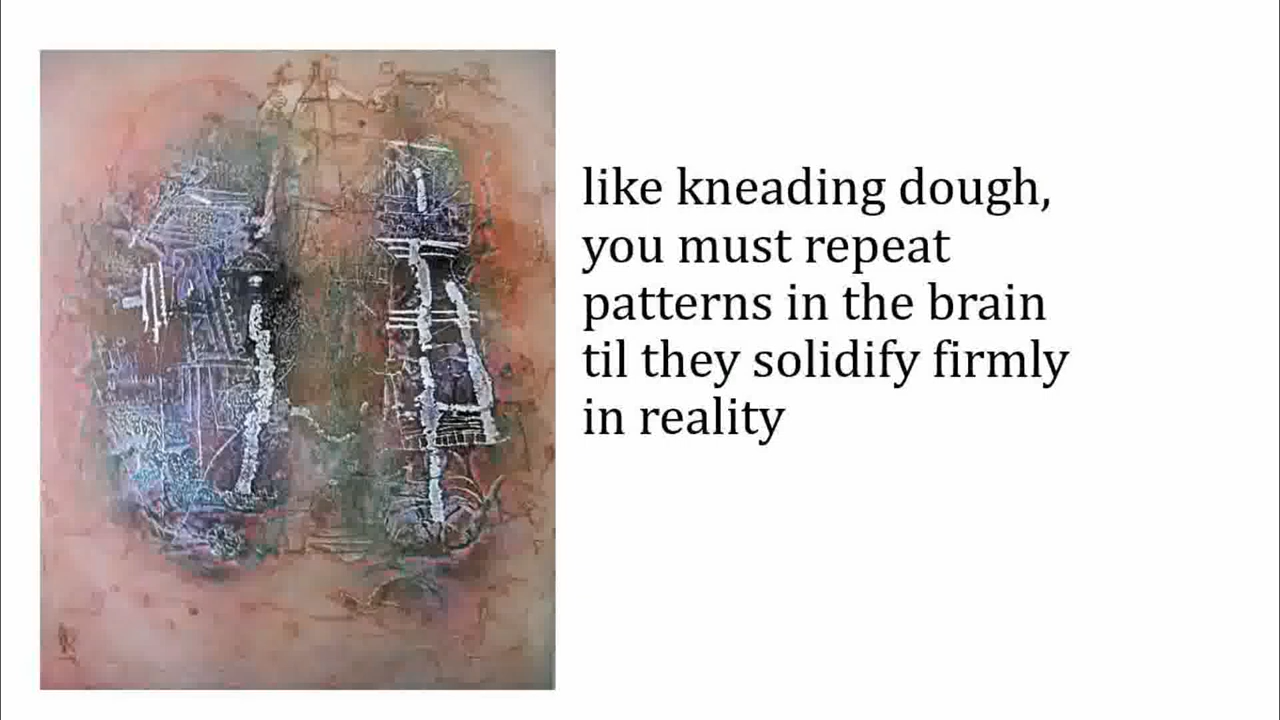 like kneading dough,
you must repeat
patterns in the brain
til they solidify firmly
in reality